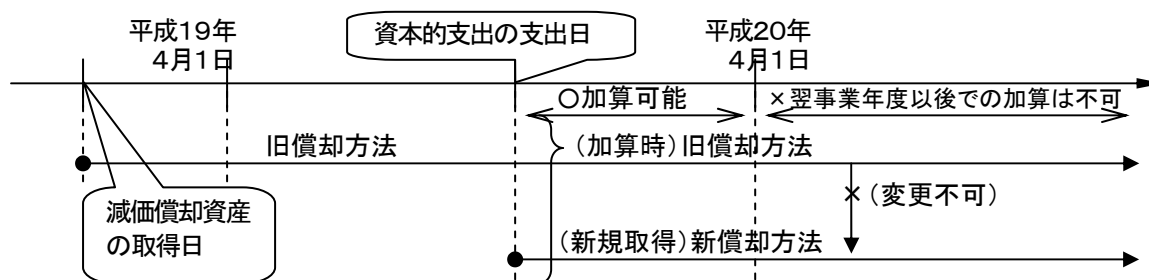 平成19年
4月1日
資本的支出の支出日
平成20年
4月1日
○加算可能
×翌事業年度以後での加算は不可
旧償却方法
(加算時)旧償却方法
減価償却資産
の取得日
×(変更不可)
(新規取得)新償却方法